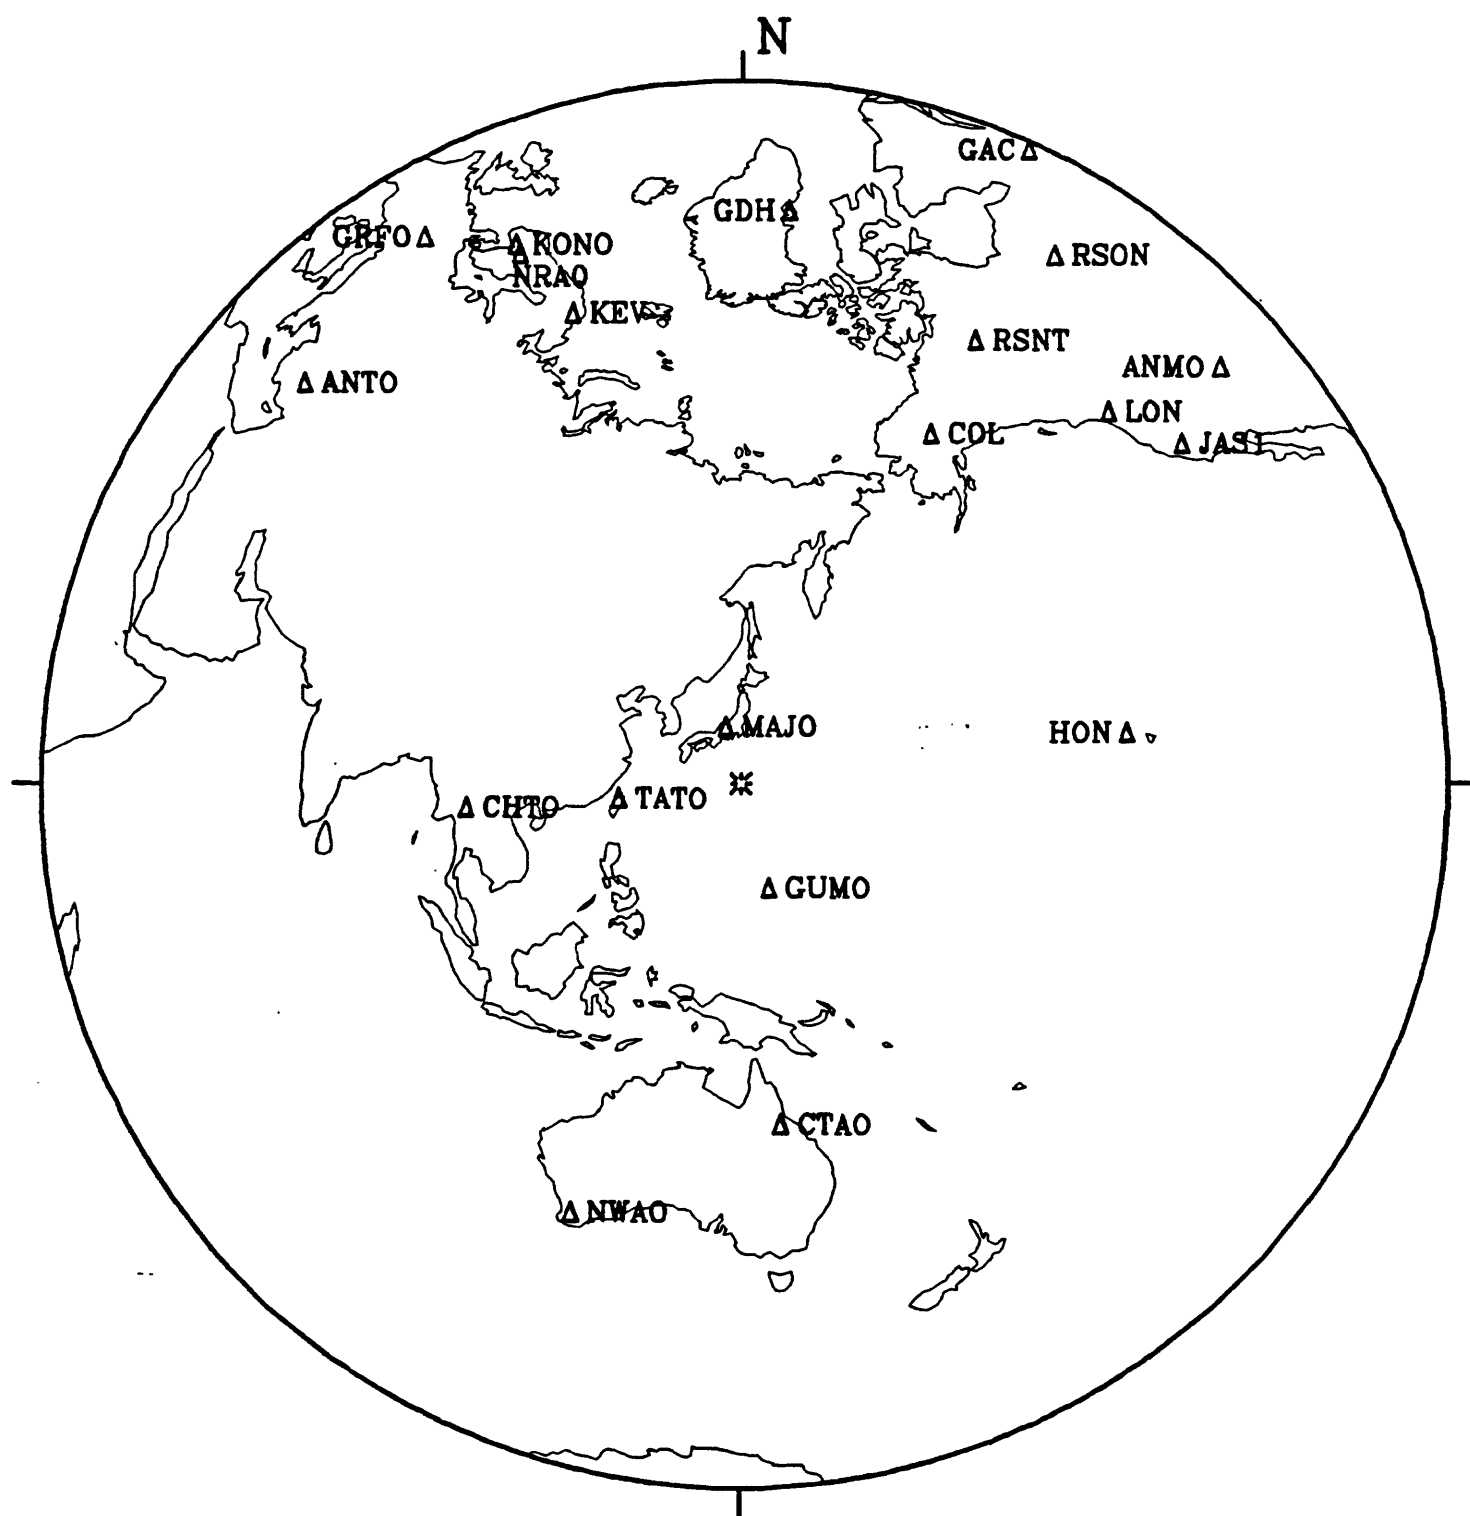 N
GAC
GDH
GRFO
KONO
RSON
NRAO
KEV
RSNT
ANMO
ANTO
LON
COL
JAS1
MAJO
HON
TATO
CHTO
GUMO
CTAO
NWAO